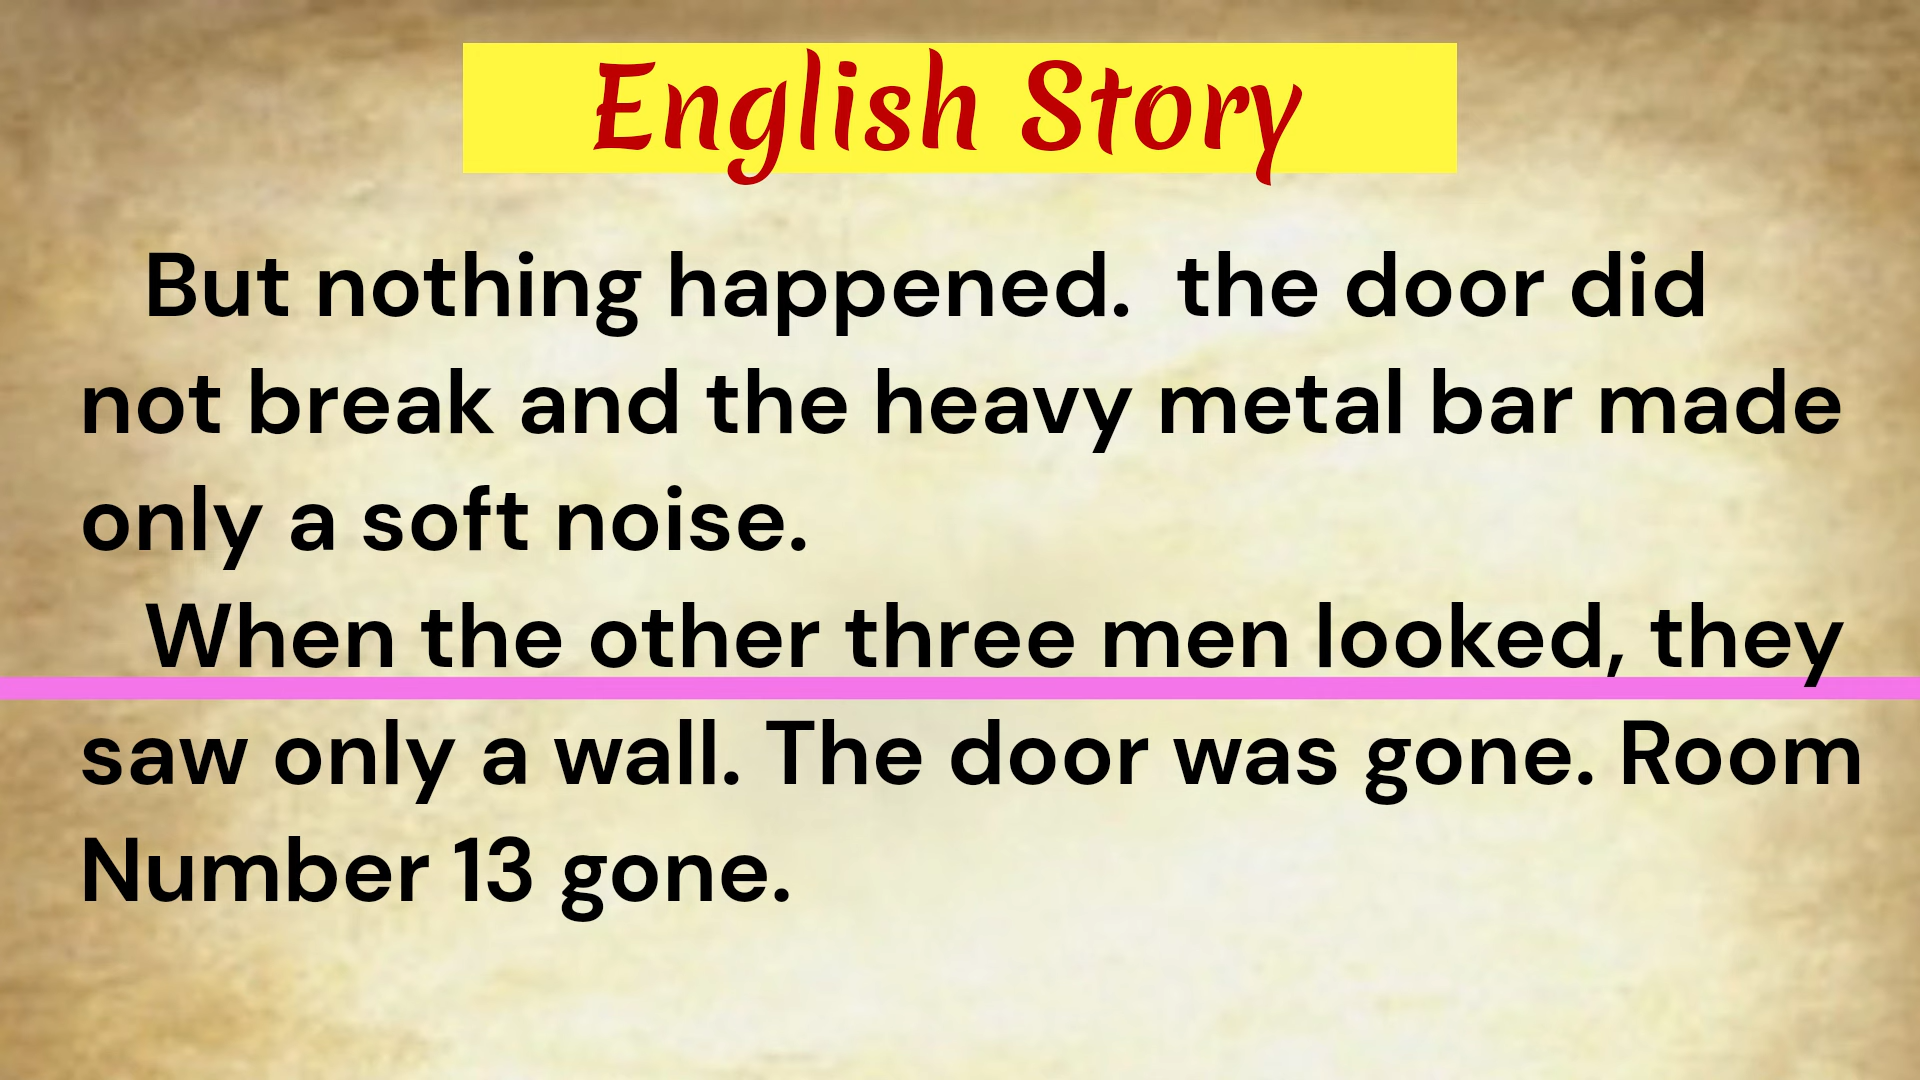 English Story
But nothing happened.  the door did
not break and the heavy metal bar made
only a soft noise.
When the other three men looked, they
saw only a wall. The door was gone. Room
Number 13 gone.